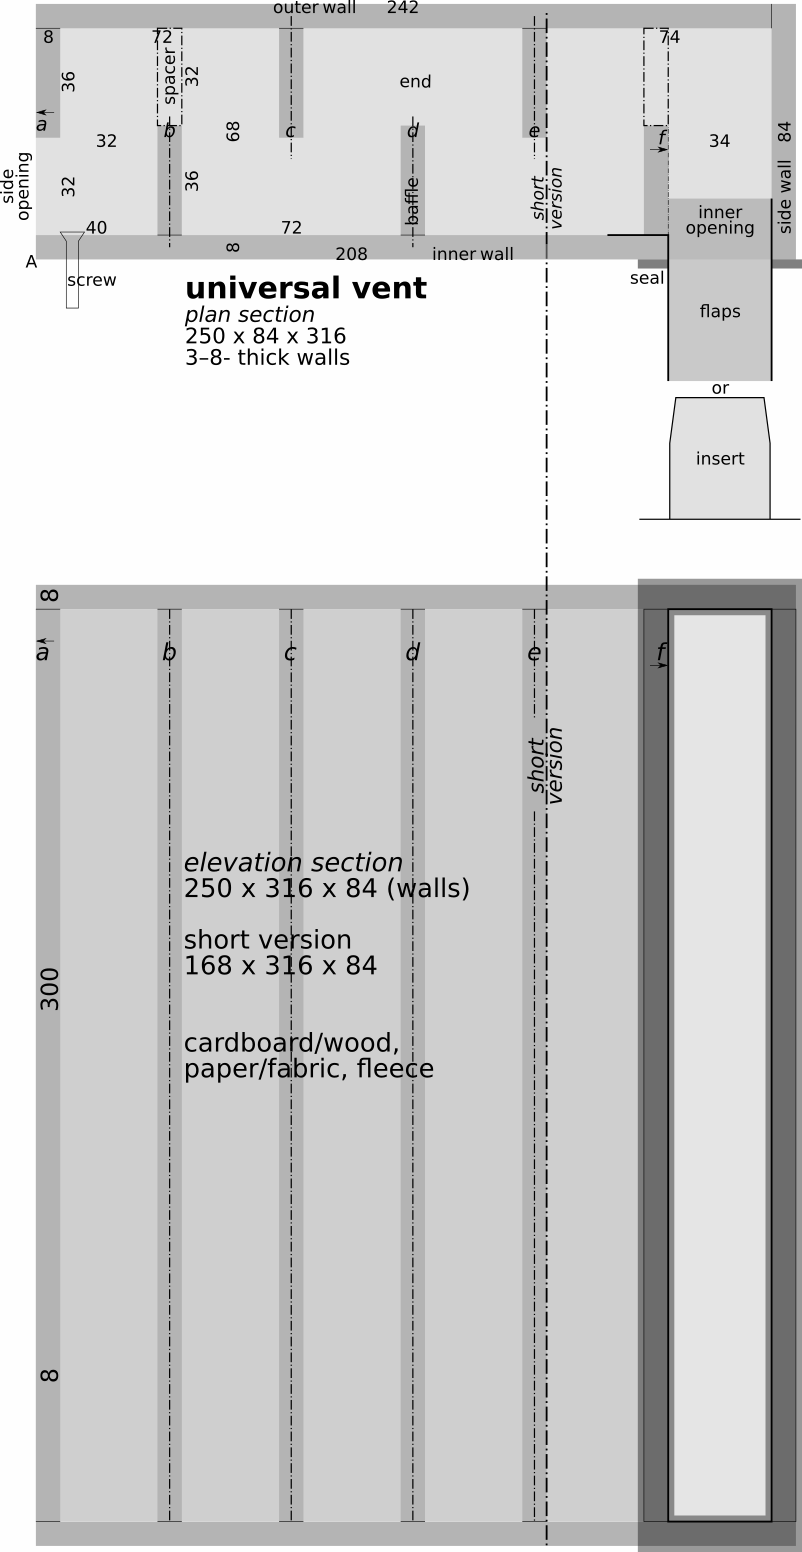 outer wall 242
8 72 74
36
spacer
32
end
a
b
c
d
e
f
32
68
34
84
side
opening
32
36
baffle
short
version
inner
opening
side wall
40
72
8
208
inner wall
A
screw
seal
universal vent
plan section
250 x 84 x 316
3–8- thick walls
flaps
or
insert
8
a
b
c
d
e
f
short
version
elevation section
250 x 316 x 84 (walls)
short version
168 x 316 x 84
300
cardboard/wood,
paper/fabric, fleece
8